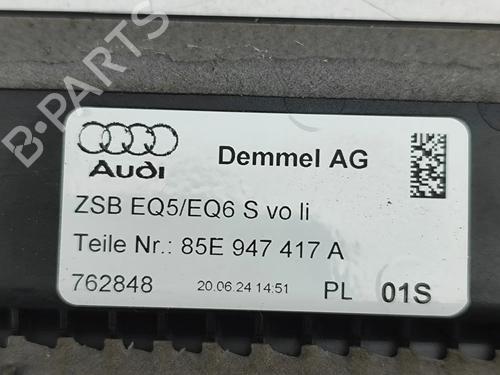 B-PARTS
Audi
Demmel AG
ZSB EQ5/EQ6 S vo li
Teile Nr.: 85E 947 417 A
762848 20.06.24 14:51 PL 01S